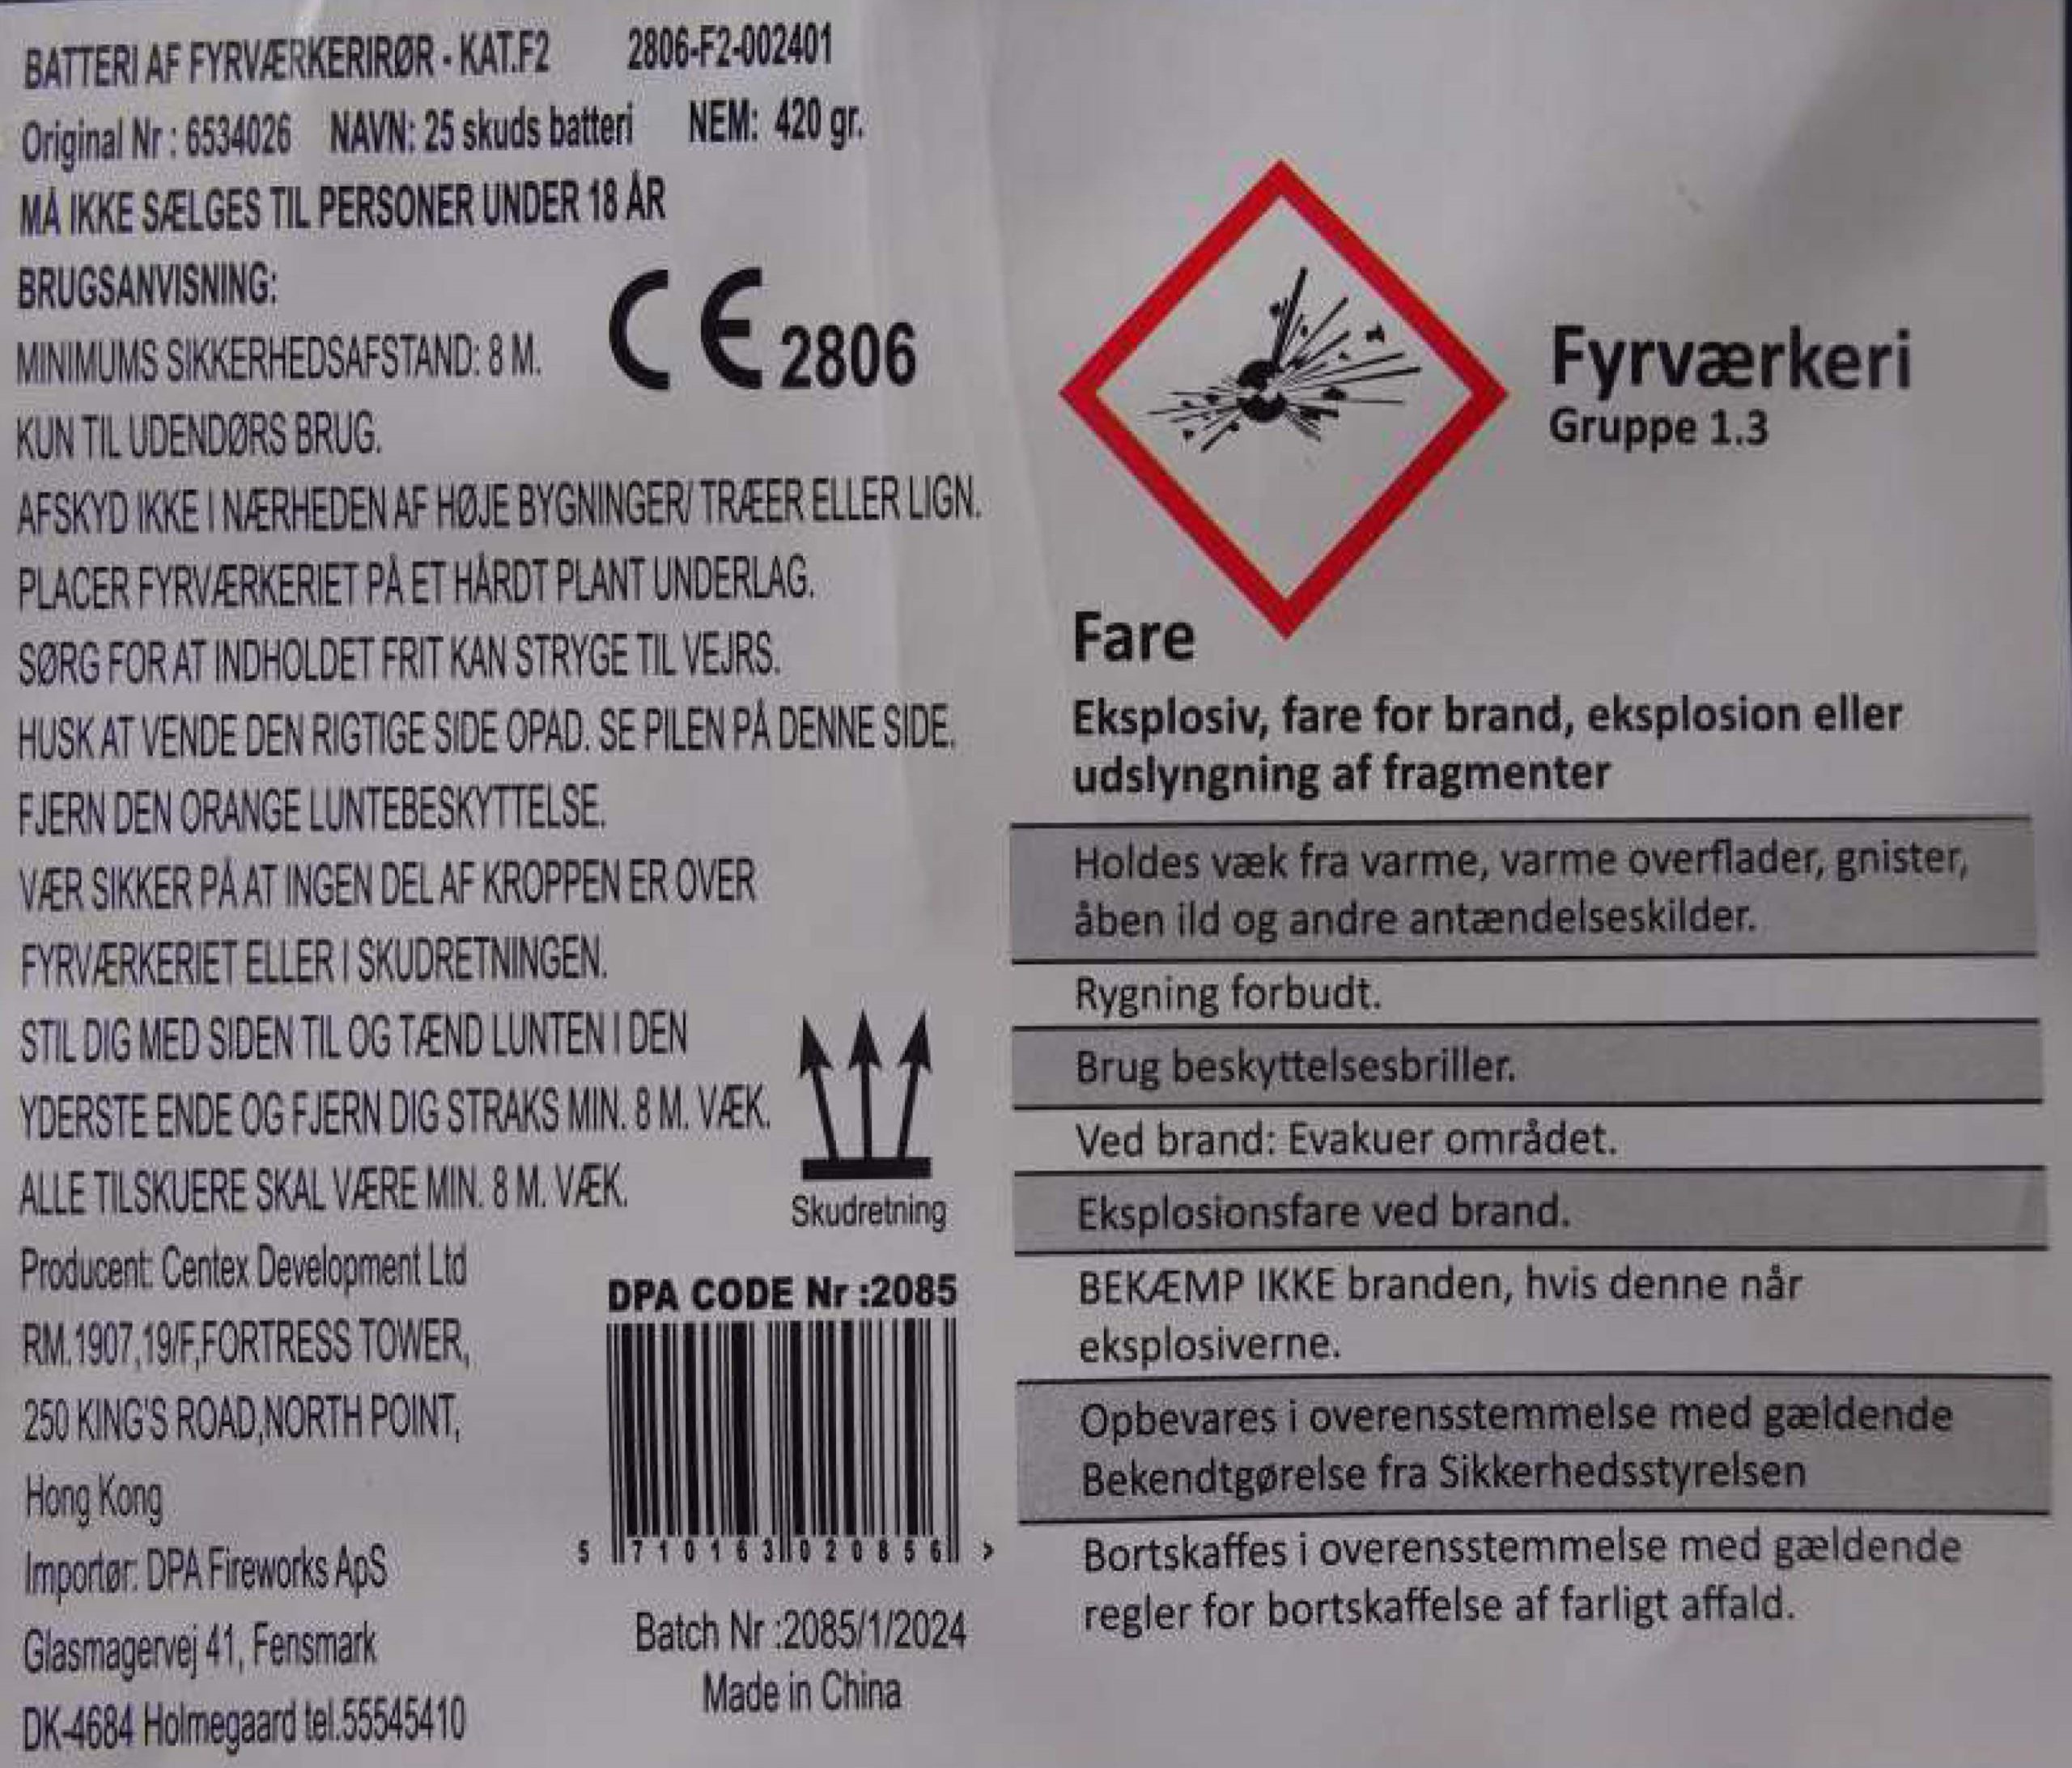 BATTERI AF FYRVÆRKERIRØR - KAT.F2 2806-F2-002401
Original Nr : 6534026 NAVN: 25 skuds batteri NEM: 420 gr.
MÅ IKKE SÆLGES TIL PERSONER UNDER 18 ÅR
BRUGSANVISNING:
MINIMUMS SIKKERHEDSAFSTAND: 8 M.
CE 2806
KUN TIL UDENDØRS BRUG.
AFSKYD IKKE I NÆRHEDEN AF HØJE BYGNINGER/ TRÆER ELLER LIGN.
PLACER FYRVÆRKERIET PÅ ET HÅRDT PLANT UNDERLAG.
SØRG FOR AT INDHOLDET FRIT KAN STRYGE TIL VEJRS.
HUSK AT VENDE DEN RIGTIGE SIDE OPAD. SE PILEN PÅ DENNE SIDE.
FJERN DEN ORANGE LUNTEBESKYTTELSE.
VÆR SIKKER PÅ AT INGEN DEL AF KROPPEN ER OVER
FYRVÆRKERIET ELLER I SKUDRETNINGEN.
STIL DIG MED SIDEN TIL OG TÆND LUNTEN I DEN
YDERSTE ENDE OG FJERN DIG STRAKS MIN. 8 M. VÆK.
ALLE TILSKUERE SKAL VÆRE MIN. 8 M. VÆK.
Skudretning
Producent: Centex Development Ltd
RM.1907,19/F,FORTRESS TOWER,
250 KING'S ROAD,NORTH POINT,
Hong Kong
Importør: DPA Fireworks ApS
Glasmagervej 41, Fensmark
DK-4684 Holmegaard tel.55545410
DPA CODE Nr :2085
5 710163 020856 >
Batch Nr :2085/1/2024
Made in China
Fyrværkeri
Gruppe 1.3
Fare
Eksplosiv, fare for brand, eksplosion eller
udslyngning af fragmenter
Holdes væk fra varme, varme overflader, gnister,
åben ild og andre antændelseskilder.
Rygning forbudt.
Brug beskyttelsesbriller.
Ved brand: Evakuer området.
Eksplosionsfare ved brand.
BEKÆMP IKKE branden, hvis denne når
eksplosiverne.
Opbevares i overensstemmelse med gældende
Bekendtgørelse fra Sikkerhedsstyrelsen
Bortskaffes i overensstemmelse med gældende
regler for bortskaffelse af farligt affald.